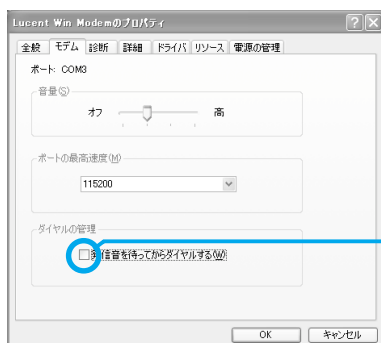 Lucent Win Modemのプロパティ
全般 モデム 診断 詳細 ドライバ リソース 電源の管理
ポート: COM3
音量(S)
オフ 高
ポートの最高速度(M)
115200
ダイヤルの管理
発信音を待ってからダイヤルする(W)
OK キャンセル